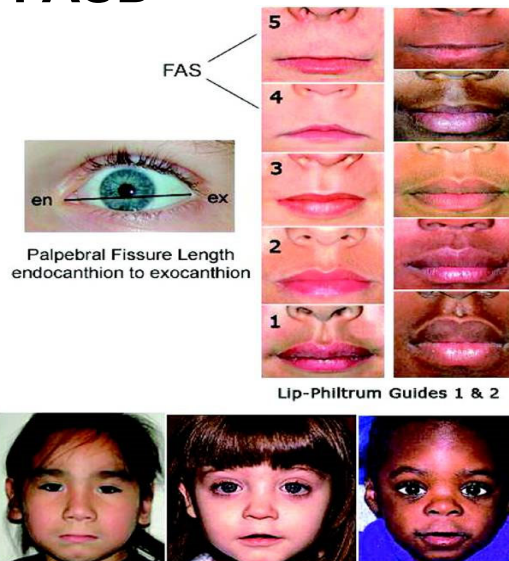 FAS
5
4
3
2
1
en
ex
Palpebral Fissure Length
endocanthion to exocanthion
Lip-Philtrum Guides 1 & 2